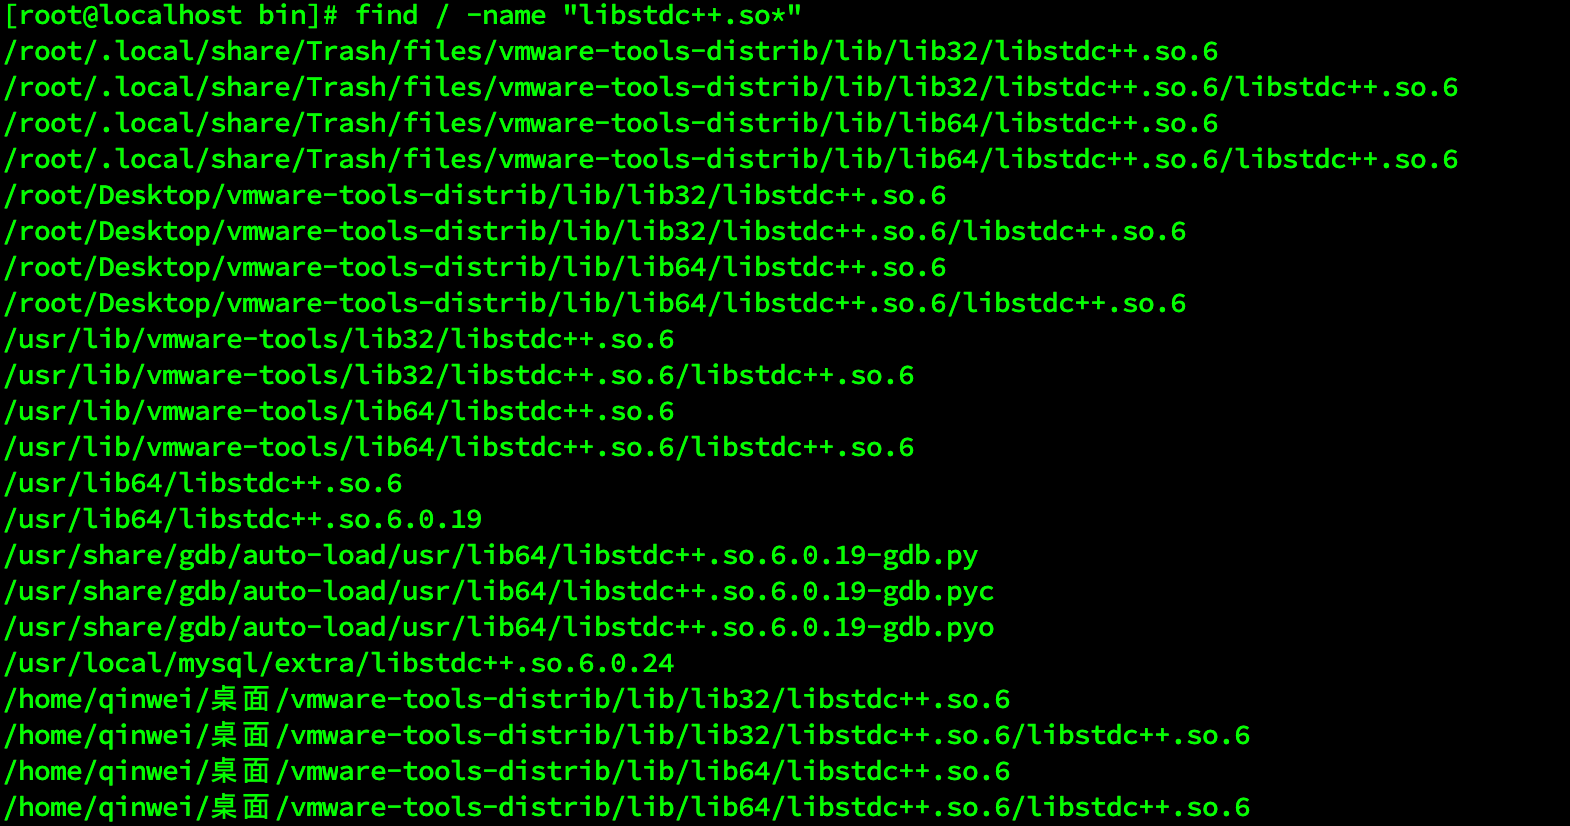 [root@localhost bin]# find / -name "libstdc++.so*"
/root/.local/share/Trash/files/vmware-tools-distrib/lib/lib32/libstdc++.so.6
/root/.local/share/Trash/files/vmware-tools-distrib/lib/lib32/libstdc++.so.6/libstdc++.so.6
/root/.local/share/Trash/files/vmware-tools-distrib/lib/lib64/libstdc++.so.6
/root/.local/share/Trash/files/vmware-tools-distrib/lib/lib64/libstdc++.so.6/libstdc++.so.6
/root/Desktop/vmware-tools-distrib/lib/lib32/libstdc++.so.6
/root/Desktop/vmware-tools-distrib/lib/lib32/libstdc++.so.6/libstdc++.so.6
/root/Desktop/vmware-tools-distrib/lib/lib64/libstdc++.so.6
/root/Desktop/vmware-tools-distrib/lib/lib64/libstdc++.so.6/libstdc++.so.6
/usr/lib/vmware-tools/lib32/libstdc++.so.6
/usr/lib/vmware-tools/lib32/libstdc++.so.6/libstdc++.so.6
/usr/lib/vmware-tools/lib64/libstdc++.so.6
/usr/lib/vmware-tools/lib64/libstdc++.so.6/libstdc++.so.6
/usr/lib64/libstdc++.so.6
/usr/lib64/libstdc++.so.6.0.19
/usr/share/gdb/auto-load/usr/lib64/libstdc++.so.6.0.19-gdb.py
/usr/share/gdb/auto-load/usr/lib64/libstdc++.so.6.0.19-gdb.pyc
/usr/share/gdb/auto-load/usr/lib64/libstdc++.so.6.0.19-gdb.pyo
/usr/local/mysql/extra/libstdc++.so.6.0.24
/home/qinwei/桌面/vmware-tools-distrib/lib/lib32/libstdc++.so.6
/home/qinwei/桌面/vmware-tools-distrib/lib/lib32/libstdc++.so.6/libstdc++.so.6
/home/qinwei/桌面/vmware-tools-distrib/lib/lib64/libstdc++.so.6
/home/qinwei/桌面/vmware-tools-distrib/lib/lib64/libstdc++.so.6/libstdc++.so.6